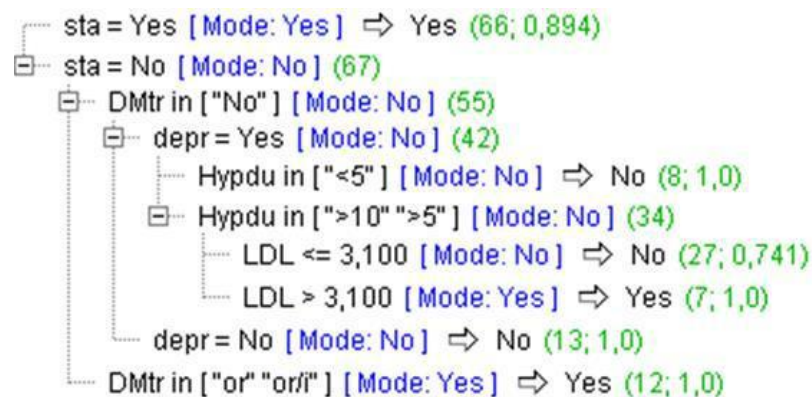 sta = Yes [Mode: Yes] ⇨ Yes (66; 0,894)
sta = No [Mode: No] (67)
DMtr in ["No"] [Mode: No] (55)
depr = Yes [Mode: No] (42)
Hypdu in ["<5"] [Mode: No] ⇨ No (8; 1,0)
Hypdu in [">10" ">5"] [Mode: No] (34)
LDL <= 3,100 [Mode: No] ⇨ No (27; 0,741)
LDL > 3,100 [Mode: Yes] ⇨ Yes (7; 1,0)
depr = No [Mode: No] ⇨ No (13; 1,0)
DMtr in ["or" "or/i"] [Mode: Yes] ⇨ Yes (12; 1,0)